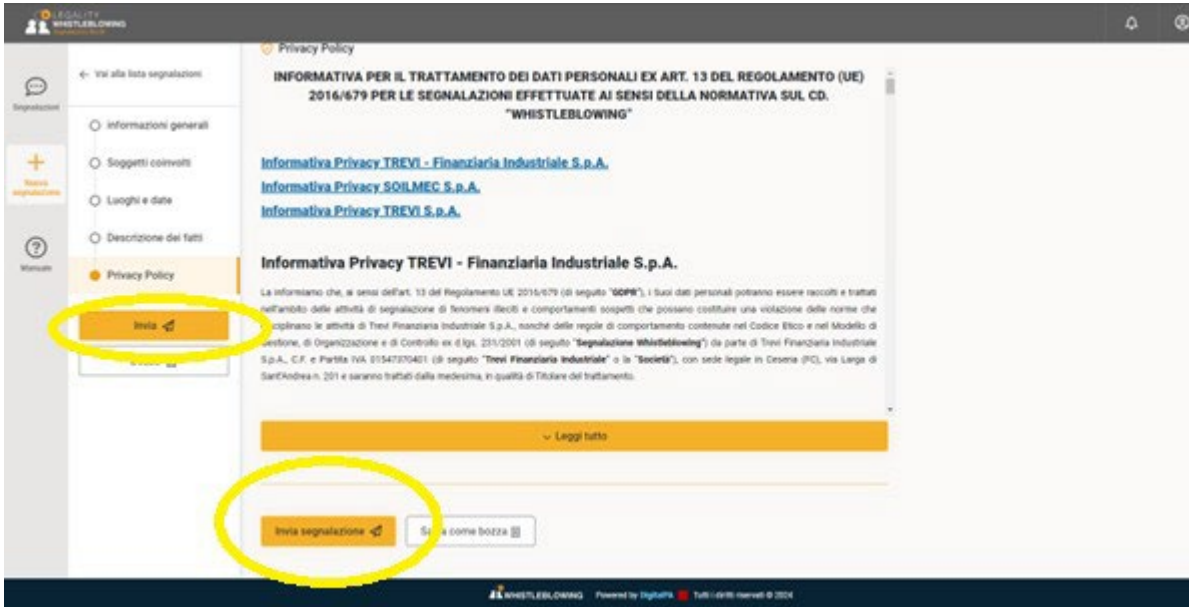 LEGALITY
WHISTLEBLOWING
Segnalazioni
Nuova
segnalazione
Manuale
← Vai alla lista segnalazioni
Informazioni generali
Soggetti coinvolti
Luoghi e date
Descrizione dei fatti
Privacy Policy
Invia
Privacy Policy
INFORMATIVA PER IL TRATTAMENTO DEI DATI PERSONALI EX ART. 13 DEL REGOLAMENTO (UE)
2016/679 PER LE SEGNALAZIONI EFFETTUATE AI SENSI DELLA NORMATIVA SUL CD.
"WHISTLEBLOWING"
Informativa Privacy TREVI - Finanziaria Industriale S.p.A.
Informativa Privacy SOILMEC S.p.A.
Informativa Privacy TREVI S.p.A.
Informativa Privacy TREVI - Finanziaria Industriale S.p.A.
La informiamo che, ai sensi dell'art. 13 del Regolamento UE 2016/679 (di seguito "GDPR"), i Suoi dati personali potranno essere raccolti e trattati
nell'ambito delle attività di segnalazione di fenomeni illeciti e comportamenti sospetti che possano costituire una violazione delle norme che
disciplinano le attività di Trevi Finanziaria Industriale S.p.A., nonché delle regole di comportamento contenute nel Codice Etico e nel Modello di
Gestione, di Organizzazione e di Controllo ex d.lgs. 231/2001 (di seguito "Segnalazione Whistleblowing") da parte di Trevi Finanziaria Industriale
S.p.A., C.F. e Partita IVA 01547370401 (di seguito "Trevi Finanziaria Industriale" o la "Società"), con sede legale in Cesena (FC), via Larga di
Sant'Andrea n. 201 e saranno trattati dalla medesima, in qualità di Titolare del trattamento.
Leggi tutto
Invia segnalazione
Salva come bozza
WHISTLEBLOWING Powered by DigitalPA Tutti i diritti riservati © 2024